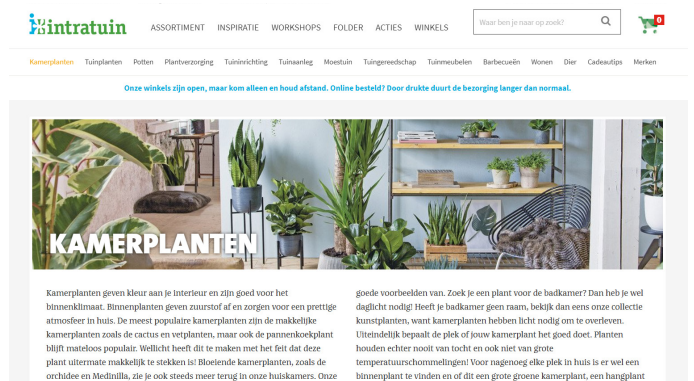 intratuin
ASSORTIMENT INSPIRATIE WORKSHOPS FOLDER ACTIES WINKELS
Waar ben je naar op zoek?
0
Kamerplanten Tuinplanten Potten Plantverzorging Tuininrichting Tuinaanleg Moestuin Tuingereedschap Tuinmeubelen Barbecueën Wonen Dier Cadeautips Merken
Onze winkels zijn open, maar kom alleen en houd afstand. Online besteld? Door drukte duurt de bezorging langer dan normaal.
KAMERPLANTEN
Kamerplanten geven kleur aan je interieur en zijn goed voor het
binnenklimaat. Binnenplanten geven zuurstof af en zorgen voor een prettige
atmosfeer in huis. De meest populaire kamerplanten zijn de makkelijke
kamerplanten zoals de cactus en vetplanten, maar ook de pannenkoekplant
blijft mateloos populair. Wellicht heeft dit te maken met het feit dat deze
plant uitermate makkelijk te stekken is! Bloeiende kamerplanten, zoals de
orchidee en Medinilla, zie je ook steeds meer terug in onze huiskamers. Onze
goede voorbeelden van. Zoek je een plant voor de badkamer? Dan heb je wel
daglicht nodig! Heeft je badkamer geen raam, bekijk dan eens onze collectie
kunstplanten, want kamerplanten hebben licht nodig om te overleven.
Uiteindelijk bepaalt de plek of jouw kamerplant het goed doet. Planten
houden echter nooit van tocht en ook niet van grote
temperatuurschommelingen! Voor nagenoeg elke plek in huis is er wel een
binnenplant te vinden en of dit een grote groene kamerplant, een hangplant